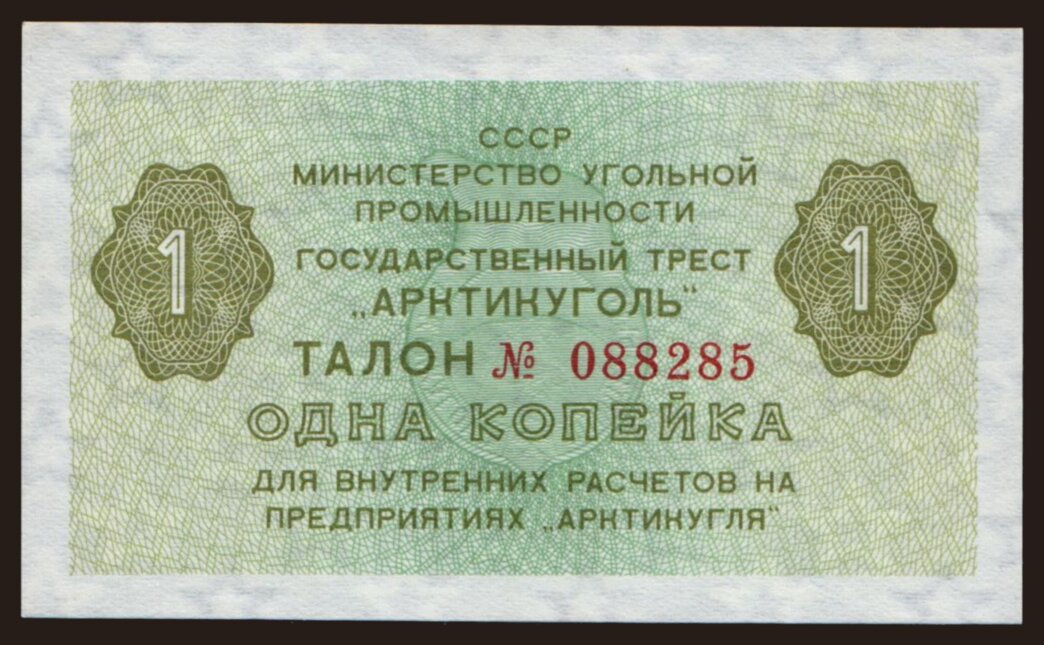 СССР
МИНИСТЕРСТВО УГОЛЬНОЙ
ПРОМЫШЛЕННОСТИ
ГОСУДАРСТВЕННЫЙ ТРЕСТ
„АРКТИКУГОЛЬ“
1 1
ТАЛОН № 088285
ОДНА КОПЕЙКА
ДЛЯ ВНУТРЕННИХ РАСЧЕТОВ НА
ПРЕДПРИЯТИЯХ „АРКТИКУГЛЯ“